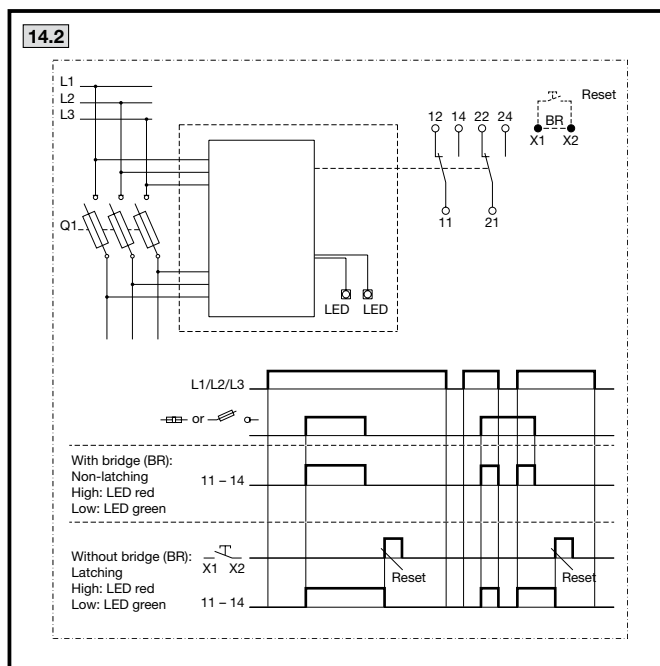 14.2
L1
L2
L3
Q1
LED LED
12 14 22 24
11 21
Reset
BR
X1 X2
L1/L2/L3
or
With bridge (BR):
Non-latching
High: LED red
Low: LED green
11 – 14
Without bridge (BR):
Latching
High: LED red
Low: LED green
X1 X2
Reset
Reset
11 – 14